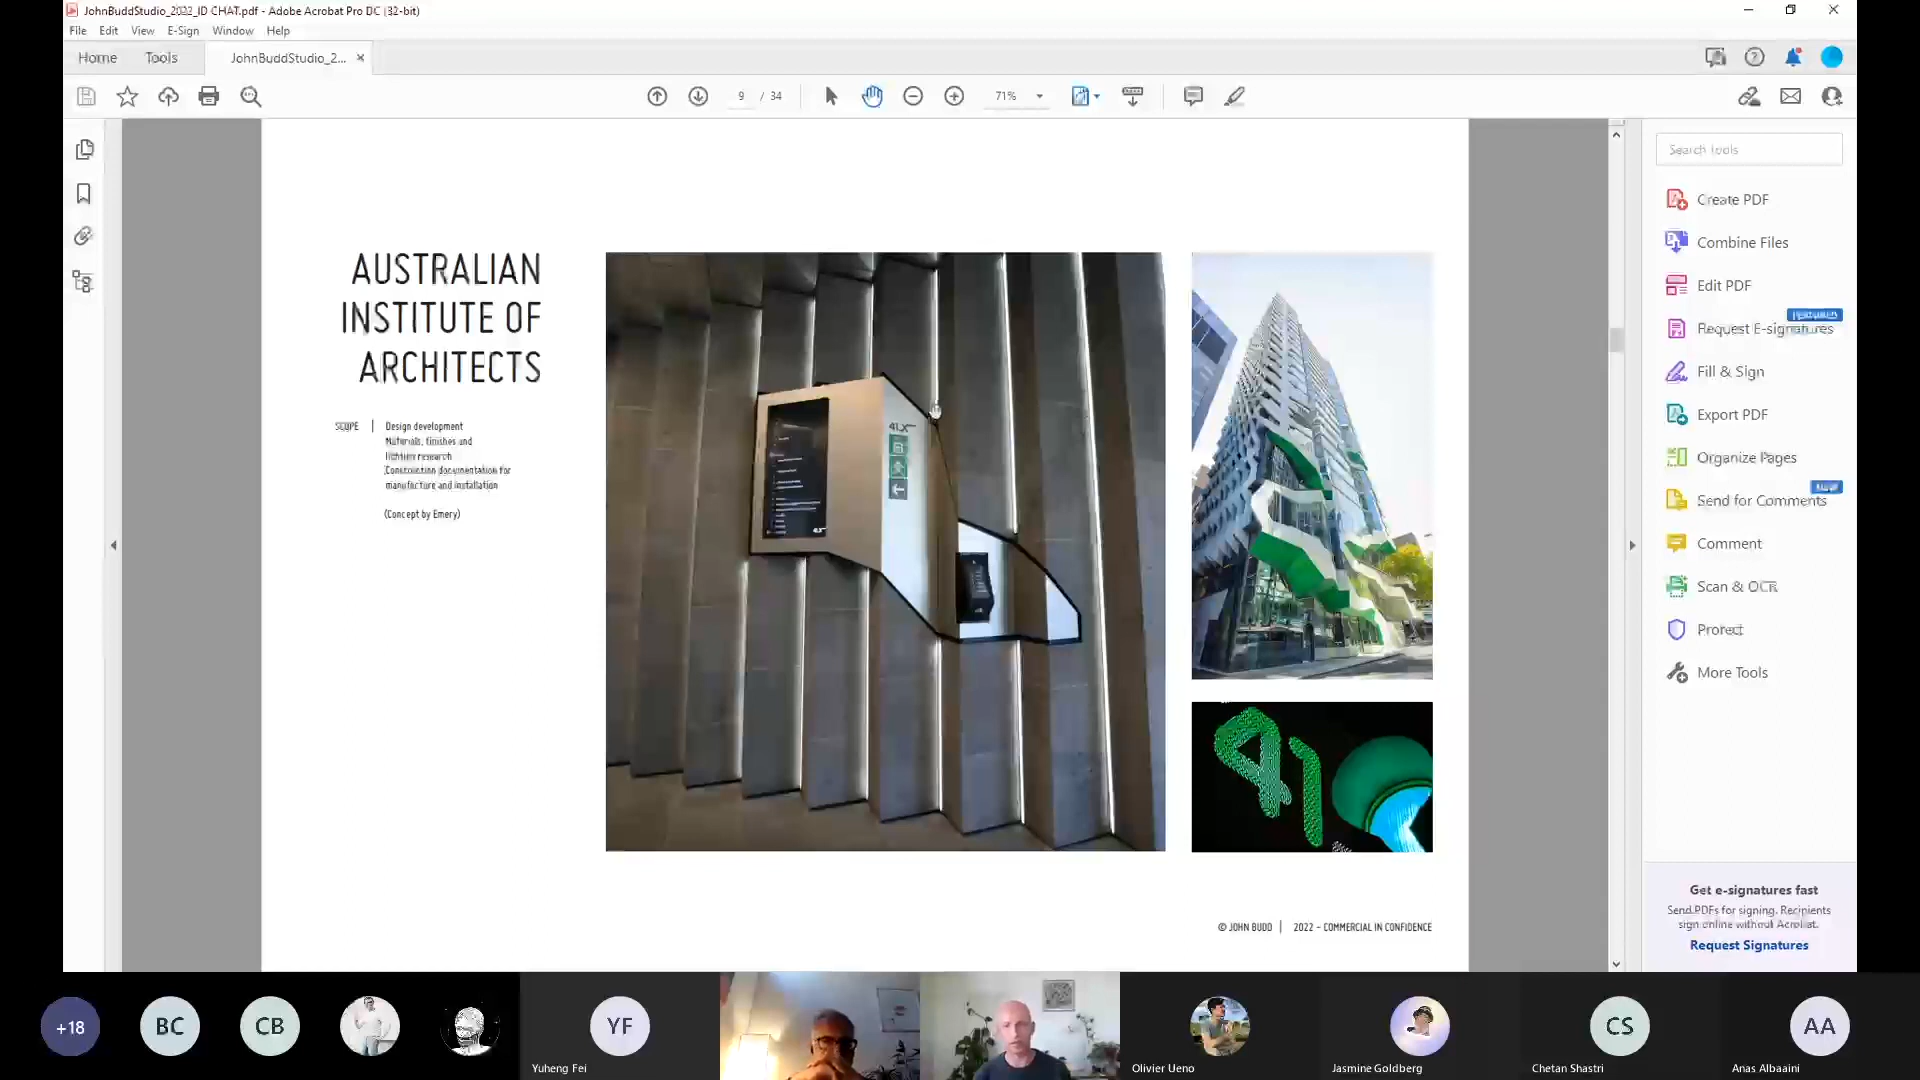 JohnBuddStudio_2022_ID CHAT.pdf - Adobe Acrobat Pro DC (32-bit)
File Edit View E-Sign Window Help
Home Tools JohnBuddStudio_2... ×
9 / 34 71%
Search tools
Create PDF
Combine Files
Edit PDF
Request E-signatures
Fill & Sign
Export PDF
Organize Pages
New
Send for Comments
Comment
Scan & OCR
Protect
More Tools
Get e-signatures fast
Send PDFs for signing. Recipients
sign online without Acrobat.
Request Signatures
AUSTRALIAN
INSTITUTE OF
ARCHITECTS
SCOPE | Design development
Materials, finishes and
lighting research
Construction documentation for
manufacture and installation
(Concept by Emery)
41X
41
© JOHN BUDD | 2022 - COMMERCIAL IN CONFIDENCE
+18
BC
CB
YF
Yuheng Fei
Olivier Ueno
Jasmine Goldberg
CS
Chetan Shastri
AA
Anas Albaaini